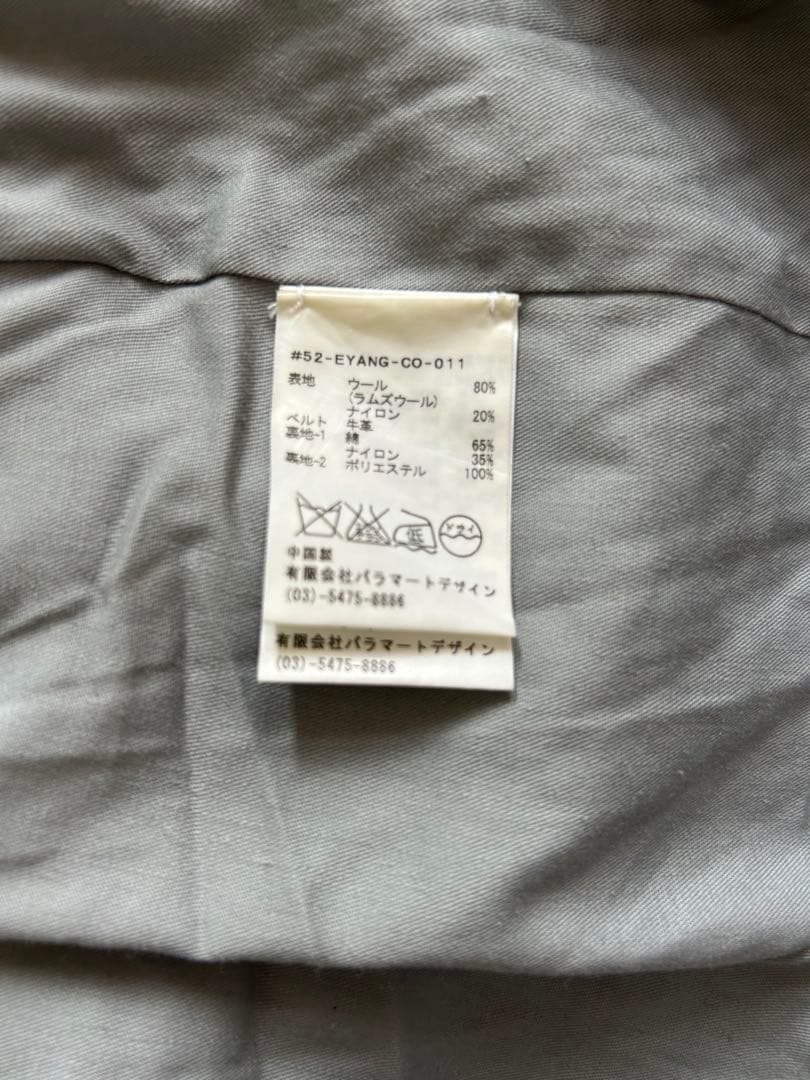 #52-EYANG-CO-011
表地 ウール 80%
(ラムズウール)
ナイロン 20%
ベルト 牛革
裏地-1 綿 65%
ナイロン 35%
裏地-2 ポリエステル 100%
低 ドライ
中国製
有限会社パラマートデザイン
(03)-5475-8886
有限会社パラマートデザイン
(03)-5475-8886